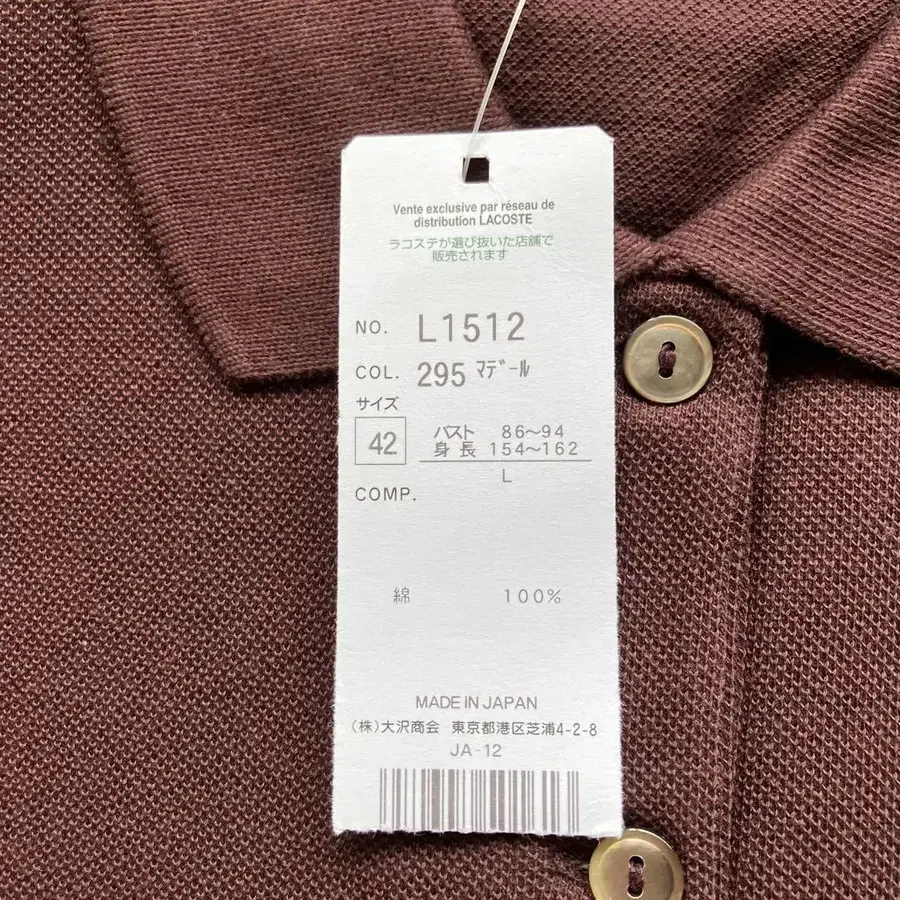 Vente exclusive par réseau de
distribution LACOSTE
ラコステが選び抜いた店舗で
販売されます
NO. L1512
COL. 295 ﾏﾃﾞｰﾙ
サイズ
42 バスト 86〜94
身長 154〜162
L
COMP.
綿 100%
MADE IN JAPAN
(株)大沢商会 東京都港区芝浦4-2-8
JA-12